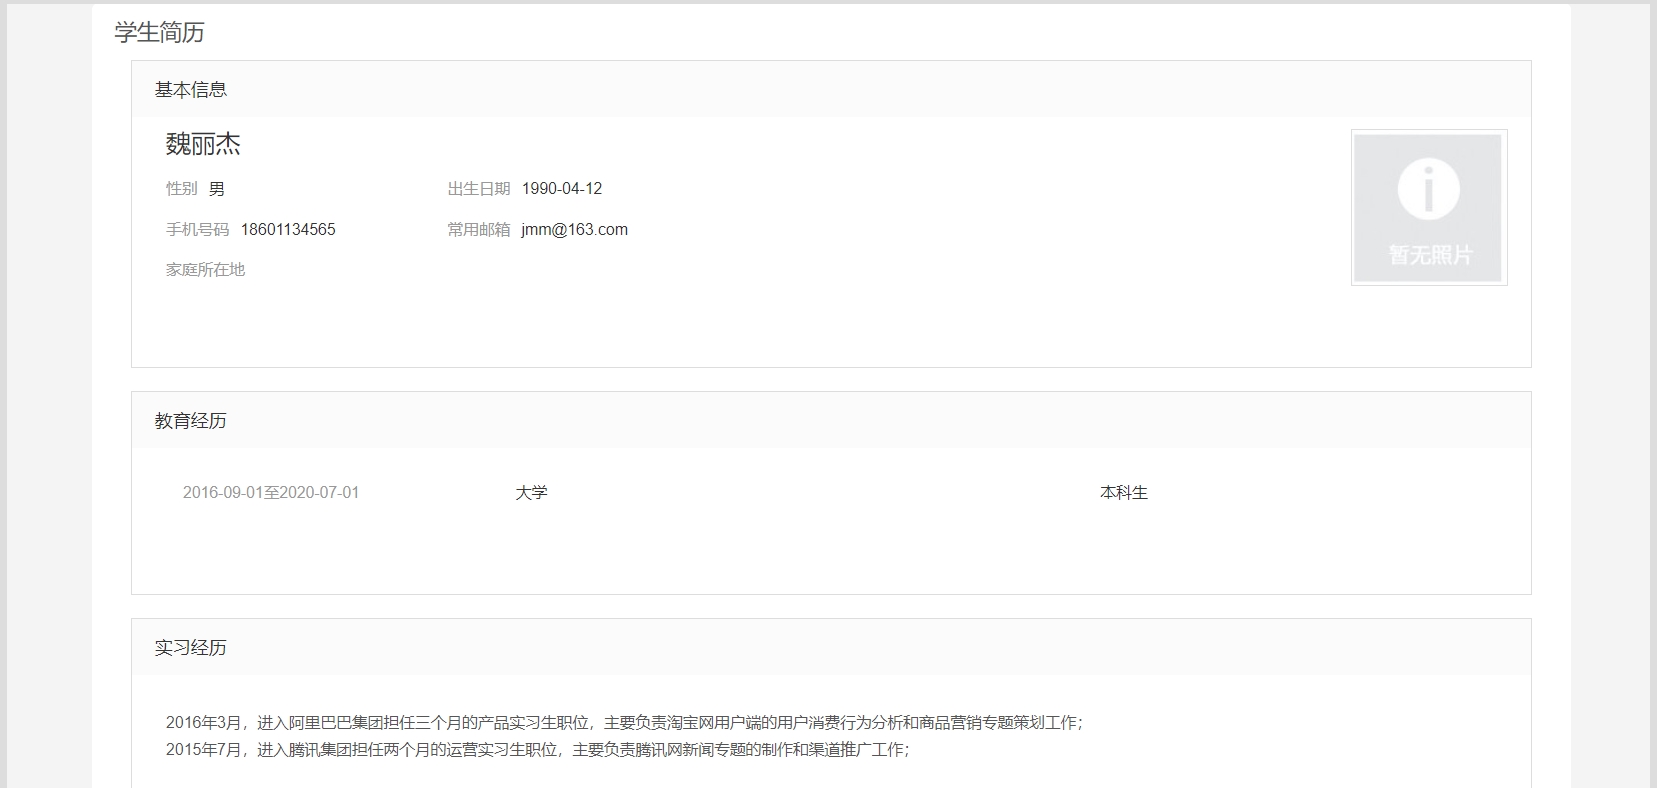 学生简历
基本信息
魏丽杰
性别 男 出生日期 1990-04-12
手机号码 18601134565 常用邮箱 jmm@163.com
家庭所在地
暂无照片
教育经历
2016-09-01至2020-07-01 大学 本科生
实习经历
2016年3月，进入阿里巴巴集团担任三个月的产品实习生职位，主要负责淘宝网用户端的用户消费行为分析和商品营销专题策划工作；
2015年7月，进入腾讯集团担任两个月的运营实习生职位，主要负责腾讯网新闻专题的制作和渠道推广工作；